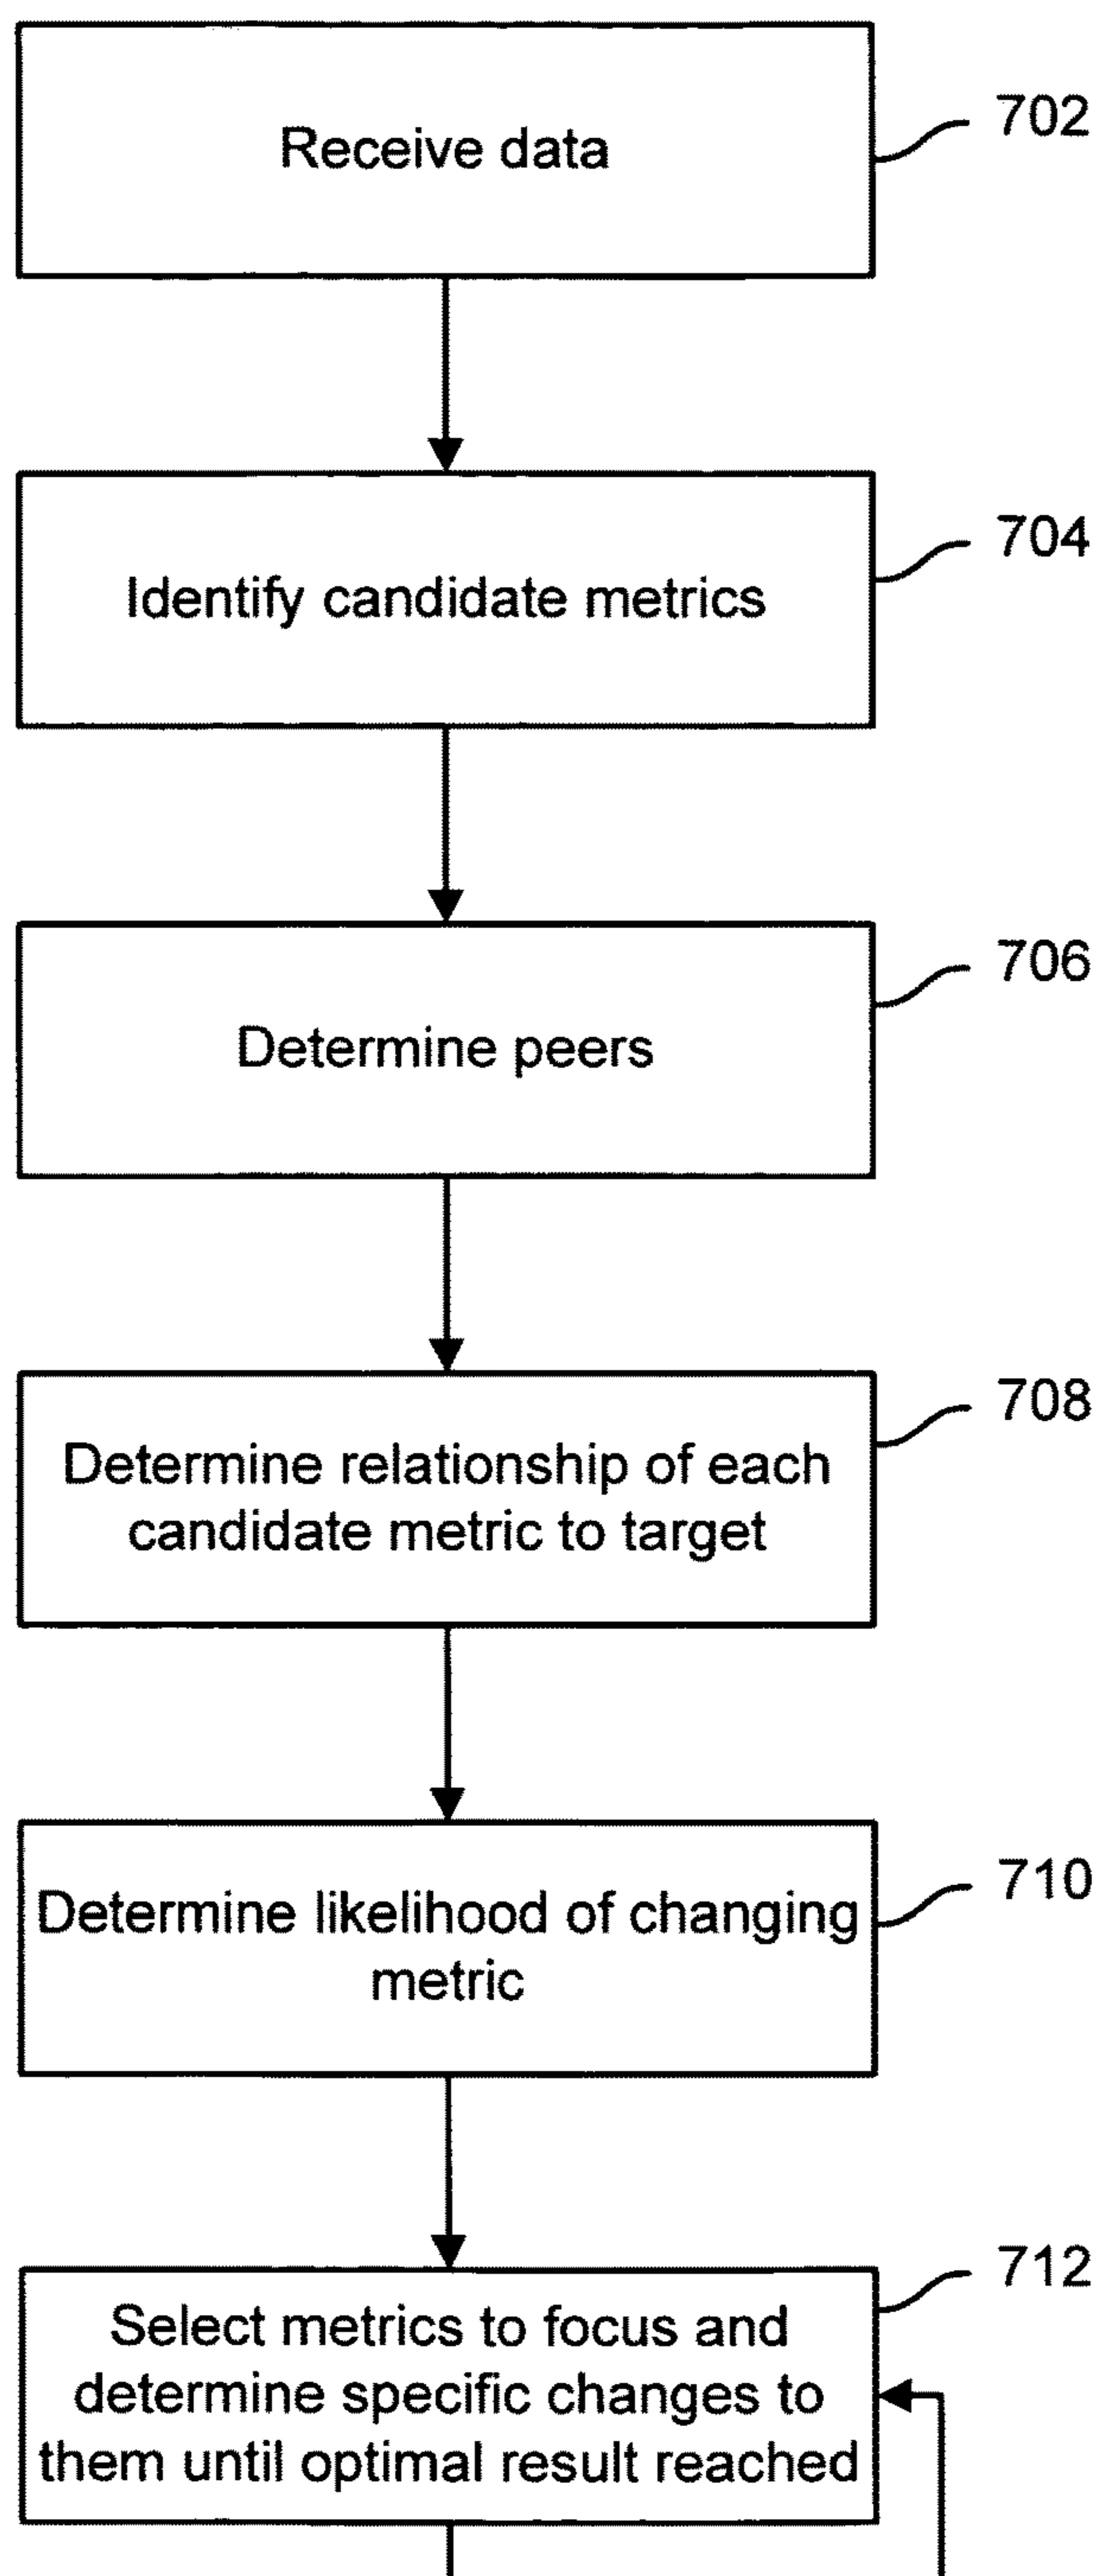 Receive data
702
Identify candidate metrics
704
Determine peers
706
Determine relationship of each
candidate metric to target
708
Determine likelihood of changing
metric
710
Select metrics to focus and
determine specific changes to
them until optimal result reached
712